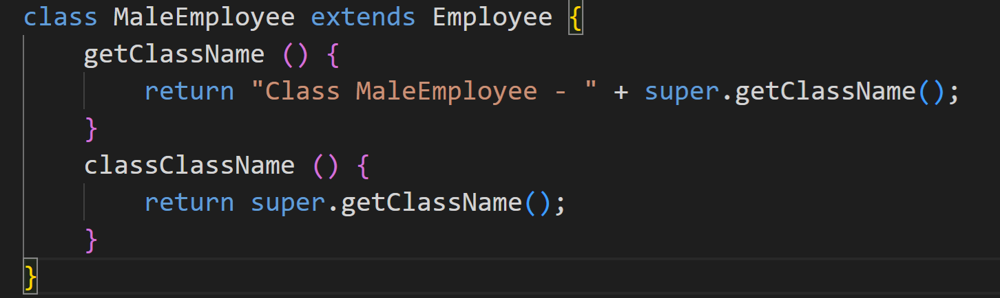 class MaleEmployee extends Employee {
    getClassName () {
        return "Class MaleEmployee - " + super.getClassName();
    }
    classClassName () {
        return super.getClassName();
    }
}